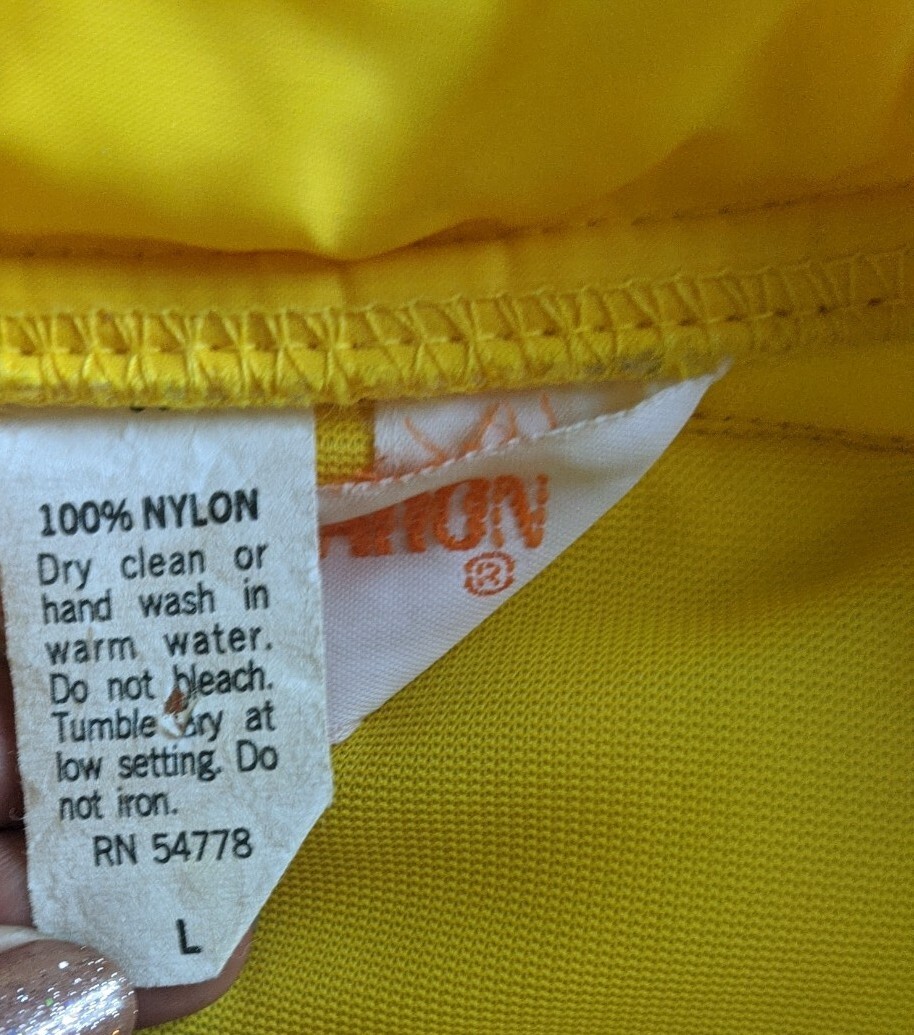 100% NYLON
Dry clean or
hand wash in
warm water.
Do not bleach.
Tumble dry at
low setting. Do
not iron.
RN 54778
L
®